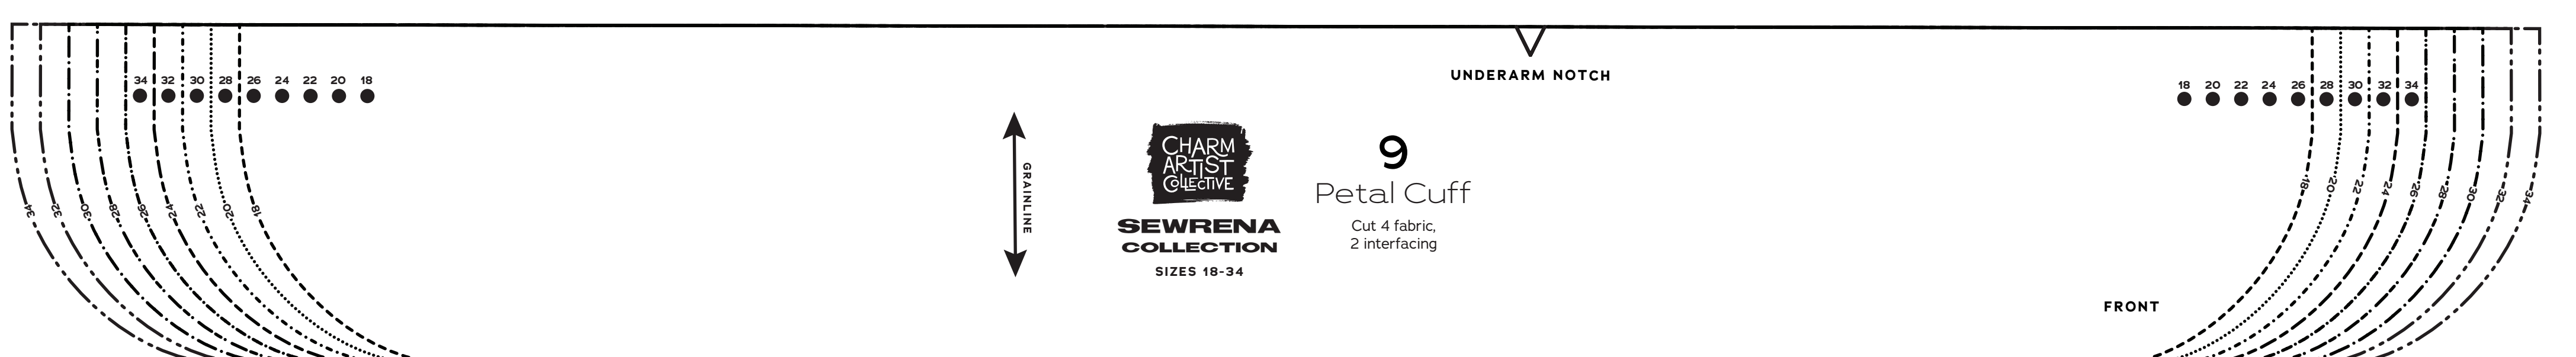 34 32 30 28 26 24 22 20 18
UNDERARM NOTCH
18 20 22 24 26 28 30 32 34
GRAINLINE
CHARM
ARTIST
COLLECTIVE
SEWRENA
COLLECTION
SIZES 18-34
9
Petal Cuff
Cut 4 fabric,
2 interfacing
34 32 30 28 26 24 22 20 18
18 20 22 24 26 28 30 32 34
FRONT